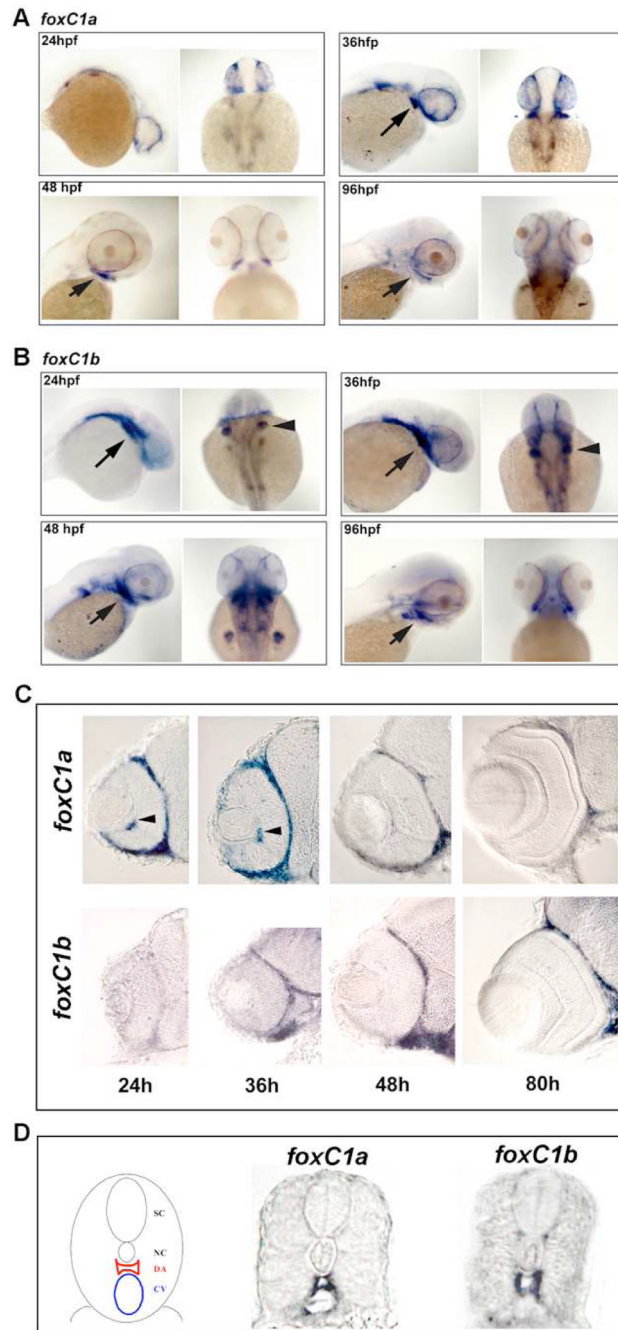 A foxC1a
24hpf
36hfp
48 hpf
96hpf
B foxC1b
24hpf
36hfp
48 hpf
96hpf
C
foxC1a
foxC1b
24h 36h 48h 80h
D
foxC1a foxC1b
SC
NC
DA
CV